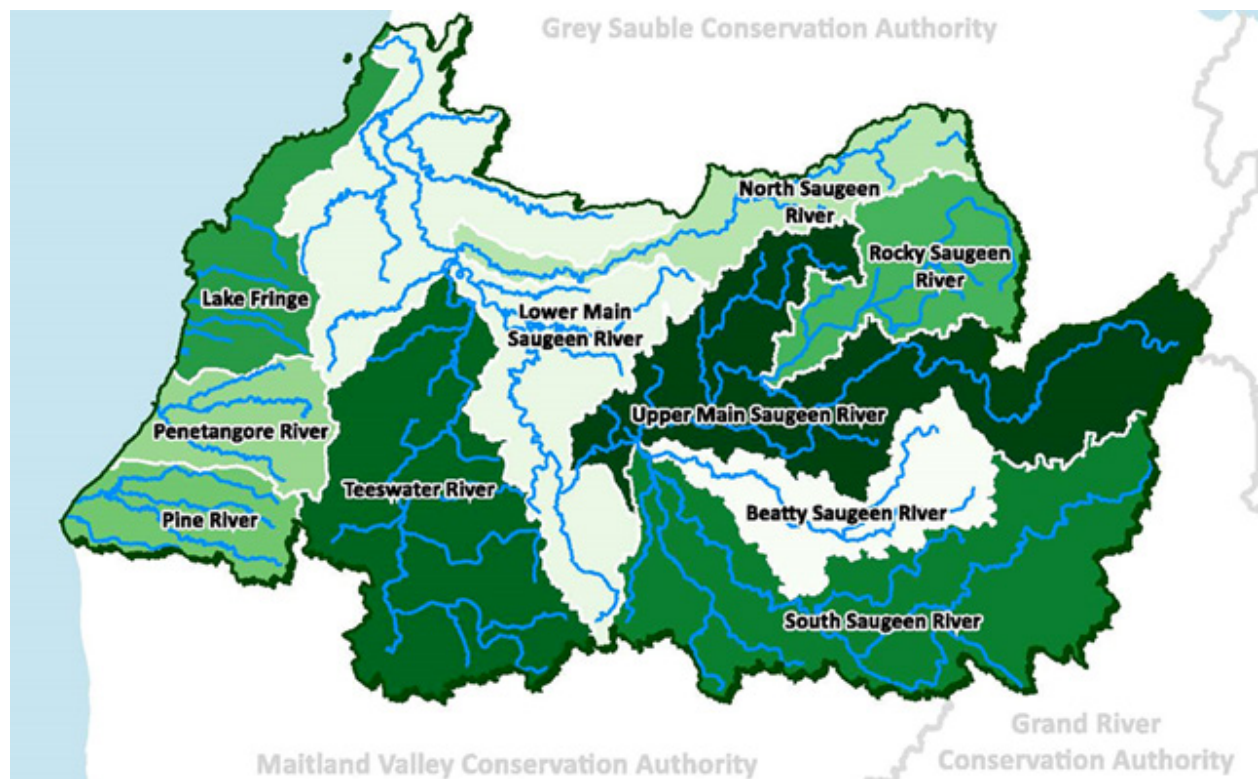 Grey Sauble Conservation Authority
North Saugeen
River
Rocky Saugeen
River
Lake Fringe
Lower Main
Saugeen River
Upper Main Saugeen River
Penetangore River
Teeswater River
Beatty Saugeen River
Pine River
South Saugeen River
Grand River
Conservation Authority
Maitland Valley Conservation Authority